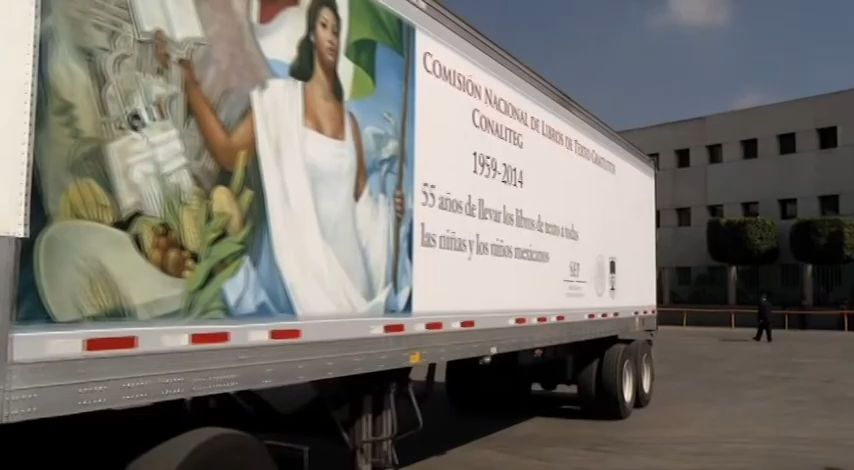 COMISIÓN NACIONAL DE LIBROS DE TEXTO GRATUITOS
CONALITEG
1959-2014
55 años de llevar los libros de texto a todas
las niñas y los niños mexicanos
SEP